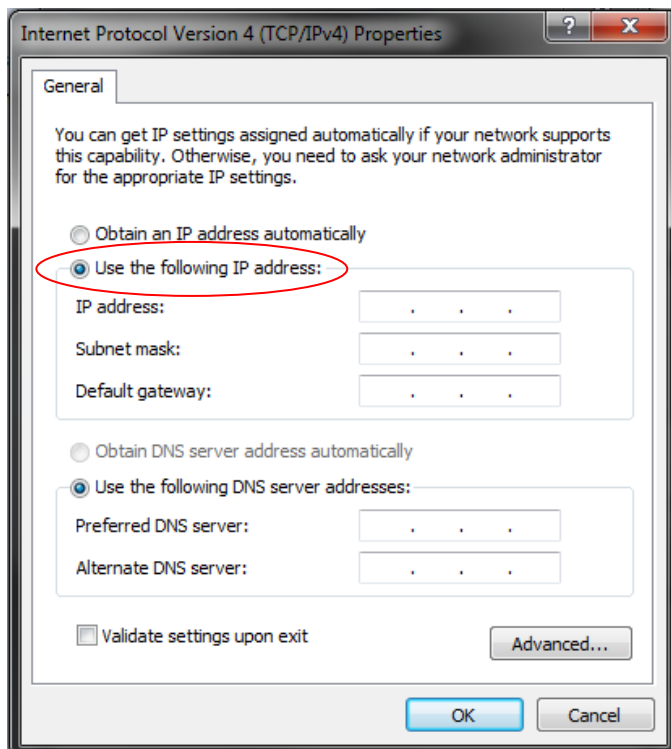 Internet Protocol Version 4 (TCP/IPv4) Properties
?
X
General
You can get IP settings assigned automatically if your network supports
this capability. Otherwise, you need to ask your network administrator
for the appropriate IP settings.
Obtain an IP address automatically
Use the following IP address:
IP address: . . .
Subnet mask: . . .
Default gateway: . . .
Obtain DNS server address automatically
Use the following DNS server addresses:
Preferred DNS server: . . .
Alternate DNS server: . . .
Validate settings upon exit
Advanced...
OK Cancel